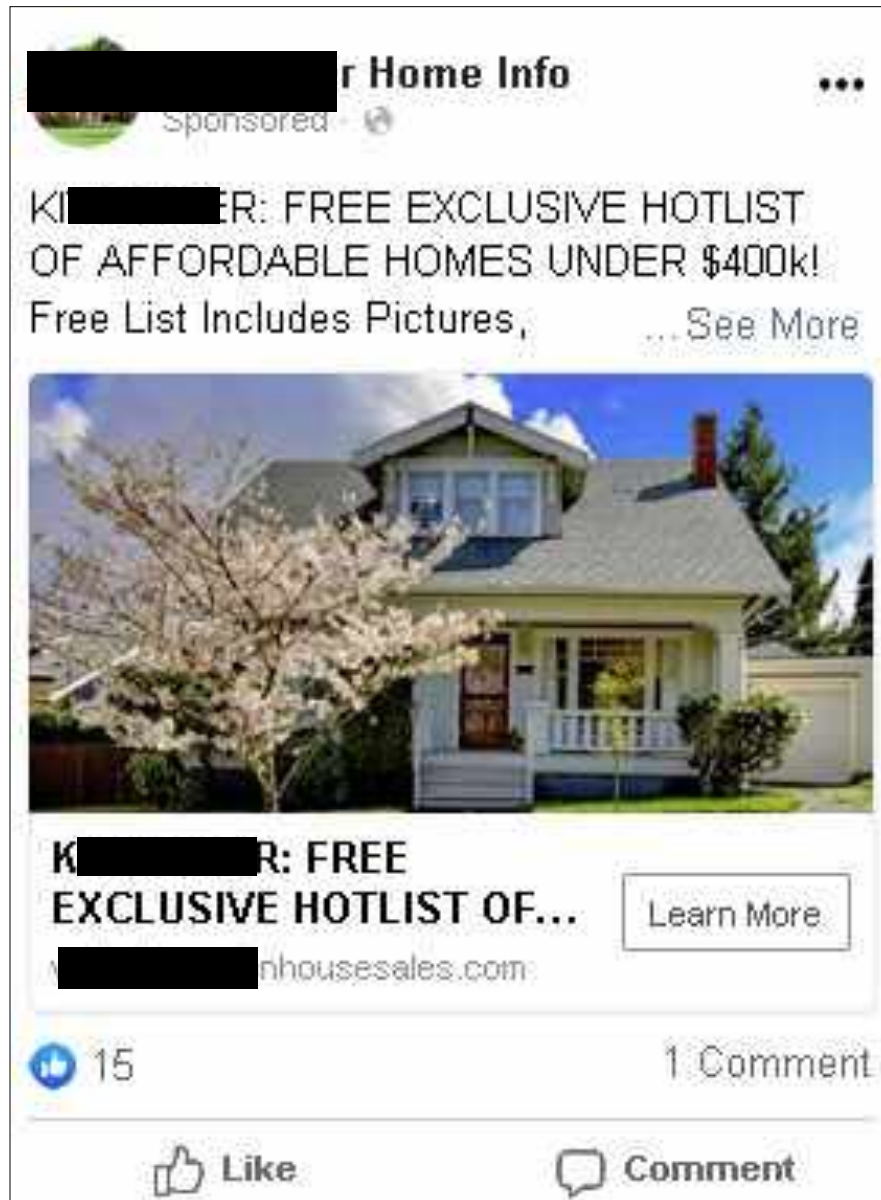 r Home Info
Sponsored
KI ER: FREE EXCLUSIVE HOTLIST
OF AFFORDABLE HOMES UNDER $400k!
Free List Includes Pictures, ...See More
K R: FREE
EXCLUSIVE HOTLIST OF...
Learn More
nhousesales.com
15
1 Comment
Like
Comment